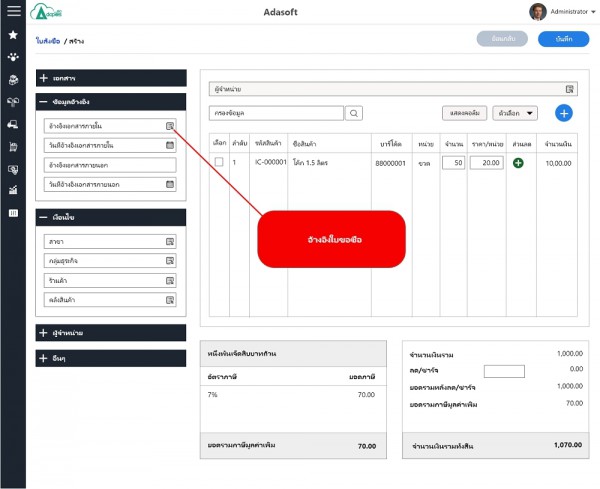 Adasoft
Administrator
ใบสั่งซื้อ / สร้าง
ย้อนกลับ
บันทึก
+ เอกสาร
— ข้อมูลอ้างอิง
อ้างอิงเอกสารภายใน
วันที่อ้างอิงเอกสารภายใน
อ้างอิงเอกสารภายนอก
วันทีอ้างอิงเอกสารภายนอก
— เงื่อนไข
สาขา
กลุ่มธุรกิจ
ร้านค้า
คลังสินค้า
+ ผู้จำหน่าย
+ อื่นๆ
ผู้จำหน่าย
กรองข้อมูล
แสดงคอลัม
ตัวเลือก
เลือก ลำดับ รหัสสินค้า ชื่อสินค้า บาร์โค้ด หน่วย จำนวน ราคา/หน่วย ส่วนลด จำนวนเงิน
1 IC-000001 โค้ก 1.5 ลิตร 88000001 ขวด 50 20.00 10,00.00
อ้างอิงใบขอซื้อ
หนึ่งพันเจ็ดสิบบาทถ้วน
อัตราภาษี ยอดภาษี
7% 70.00
ยอดรวมภาษีมูลค่าเพิ่ม 70.00
จำนวนเงินรวม 1,000.00
ลด/ชาร์จ 0.00
ยอดรวมหลังลด/ชาร์จ 1,000.00
ยอดรวมภาษีมูลค่าเพิ่ม 70.00
จำนวนเงินรวมทั้งสิ้น 1,070.00